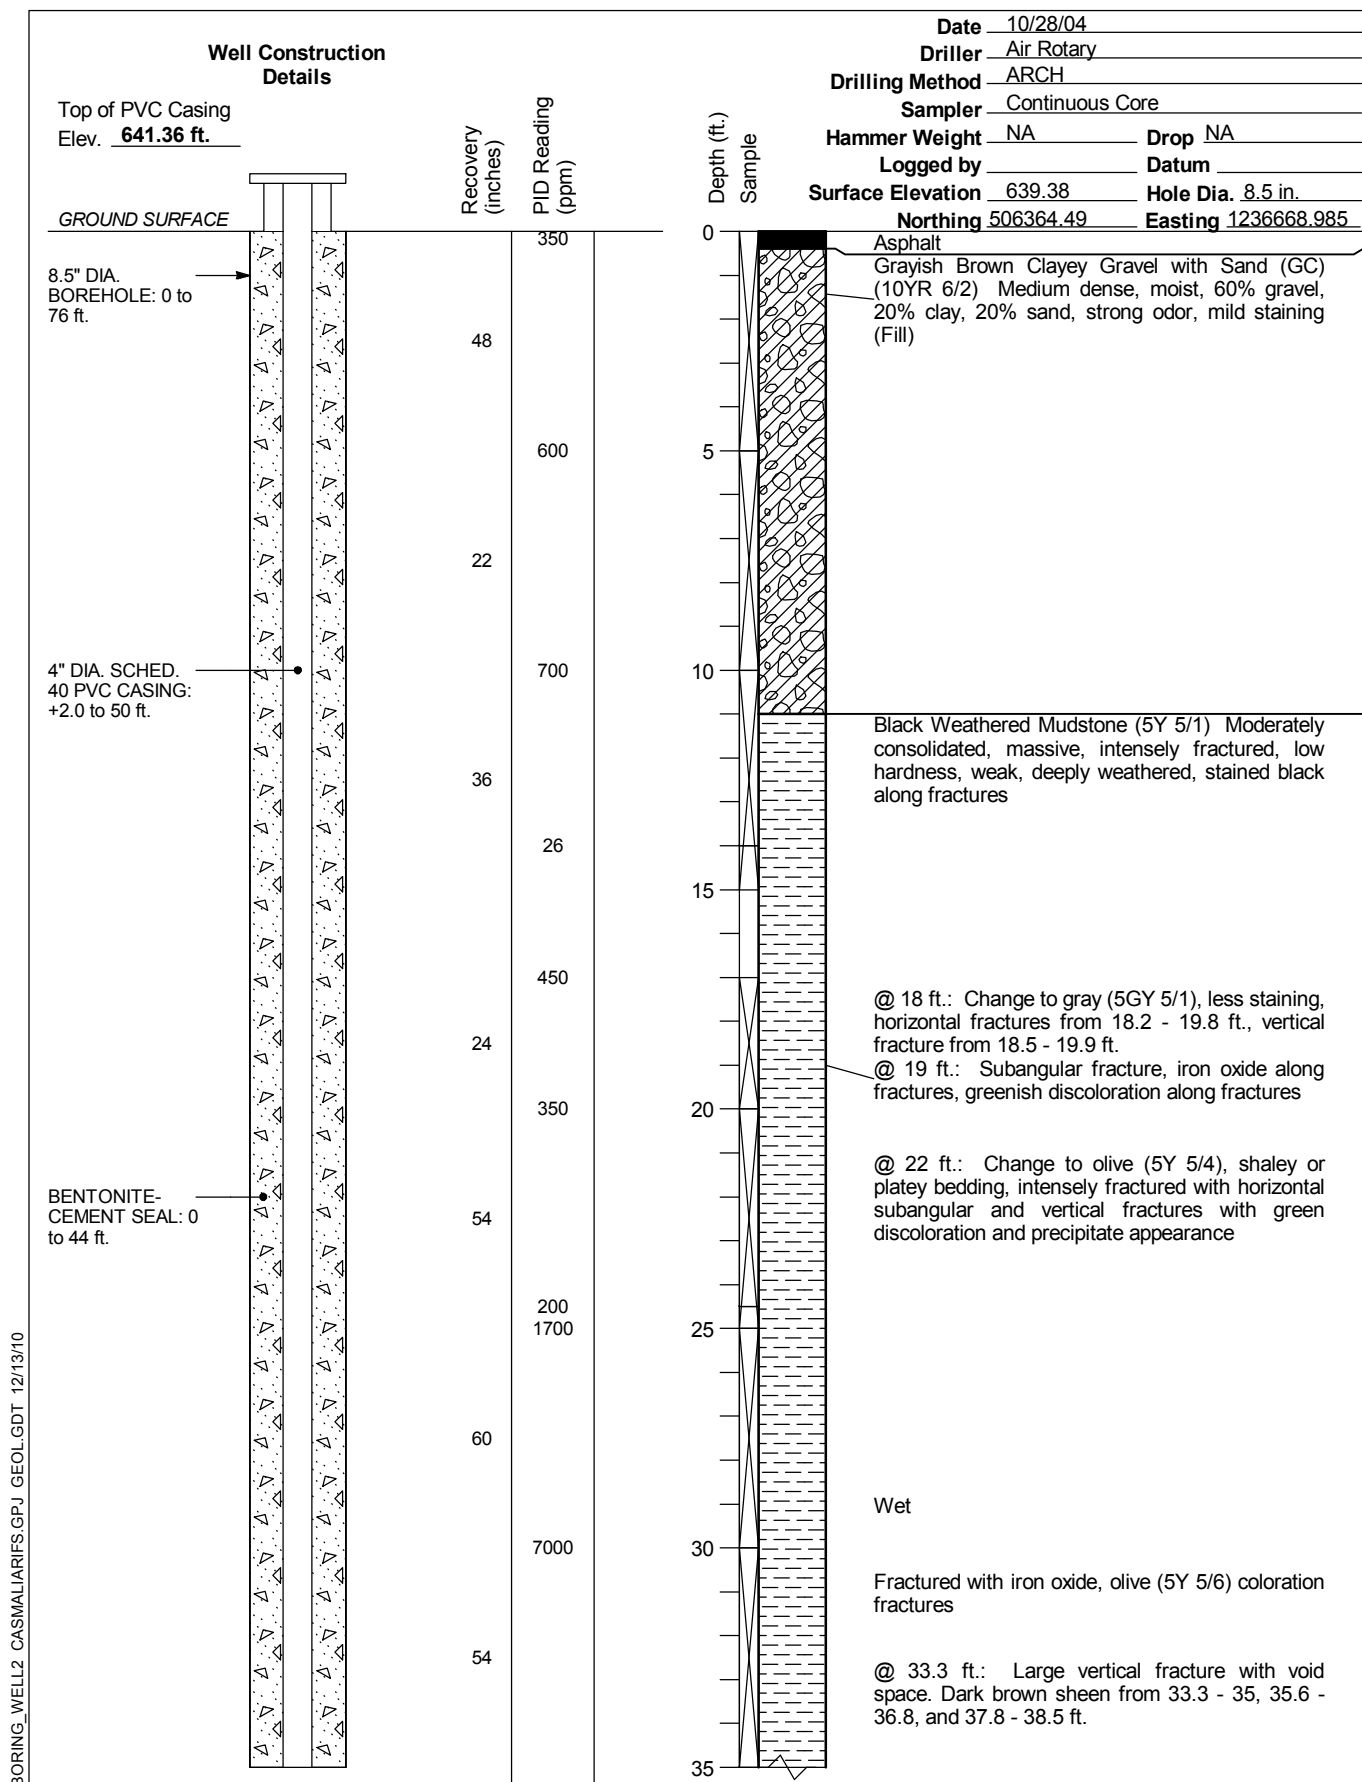 Well Construction
Details
Top of PVC Casing
Elev. 641.36 ft.
Recovery
(inches)
PID Reading
(ppm)
Depth (ft.)
Sample
Date 10/28/04
Driller Air Rotary
Drilling Method ARCH
Sampler Continuous Core
Hammer Weight NA Drop NA
Logged by Datum
Surface Elevation 639.38 Hole Dia. 8.5 in.
Northing 506364.49 Easting 1236668.985
GROUND SURFACE
350
0
Asphalt
8.5" DIA.
BOREHOLE: 0 to
76 ft.
Grayish Brown Clayey Gravel with Sand (GC)
(10YR 6/2) Medium dense, moist, 60% gravel,
20% clay, 20% sand, strong odor, mild staining
(Fill)
48
600
5
22
4" DIA. SCHED.
40 PVC CASING:
+2.0 to 50 ft.
700
10
Black Weathered Mudstone (5Y 5/1) Moderately
consolidated, massive, intensely fractured, low
hardness, weak, deeply weathered, stained black
along fractures
36
26
15
450
@ 18 ft.: Change to gray (5GY 5/1), less staining,
horizontal fractures from 18.2 - 19.8 ft., vertical
fracture from 18.5 - 19.9 ft.
24
@ 19 ft.: Subangular fracture, iron oxide along
fractures, greenish discoloration along fractures
350
20
BENTONITE-
CEMENT SEAL: 0
to 44 ft.
54
@ 22 ft.: Change to olive (5Y 5/4), shaley or
platey bedding, intensely fractured with horizontal
subangular and vertical fractures with green
discoloration and precipitate appearance
200
1700
25
60
Wet
7000
30
Fractured with iron oxide, olive (5Y 5/6) coloration
fractures
54
@ 33.3 ft.: Large vertical fracture with void
space. Dark brown sheen from 33.3 - 35, 35.6 -
36.8, and 37.8 - 38.5 ft.
35
BORING_WELL2 CASMALIARIFS.GPJ GEOL.GDT 12/13/10